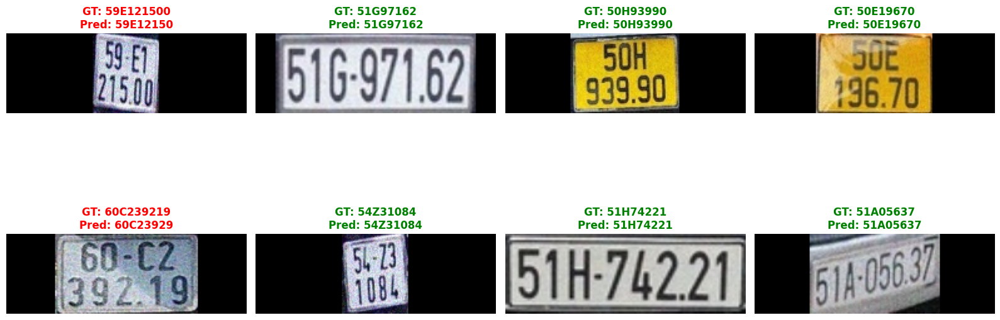 GT: 59E121500
Pred: 59E12150
59-E1
215.00
GT: 51G97162
Pred: 51G97162
51G-971.62
GT: 50H93990
Pred: 50H93990
50H
939.90
GT: 50E19670
Pred: 50E19670
50E
196.70
GT: 60C239219
Pred: 60C23929
60-C2
392.19
GT: 54Z31084
Pred: 54Z31084
54-Z3
1084
GT: 51H74221
Pred: 51H74221
51H-742.21
GT: 51A05637
Pred: 51A05637
51A-056.37